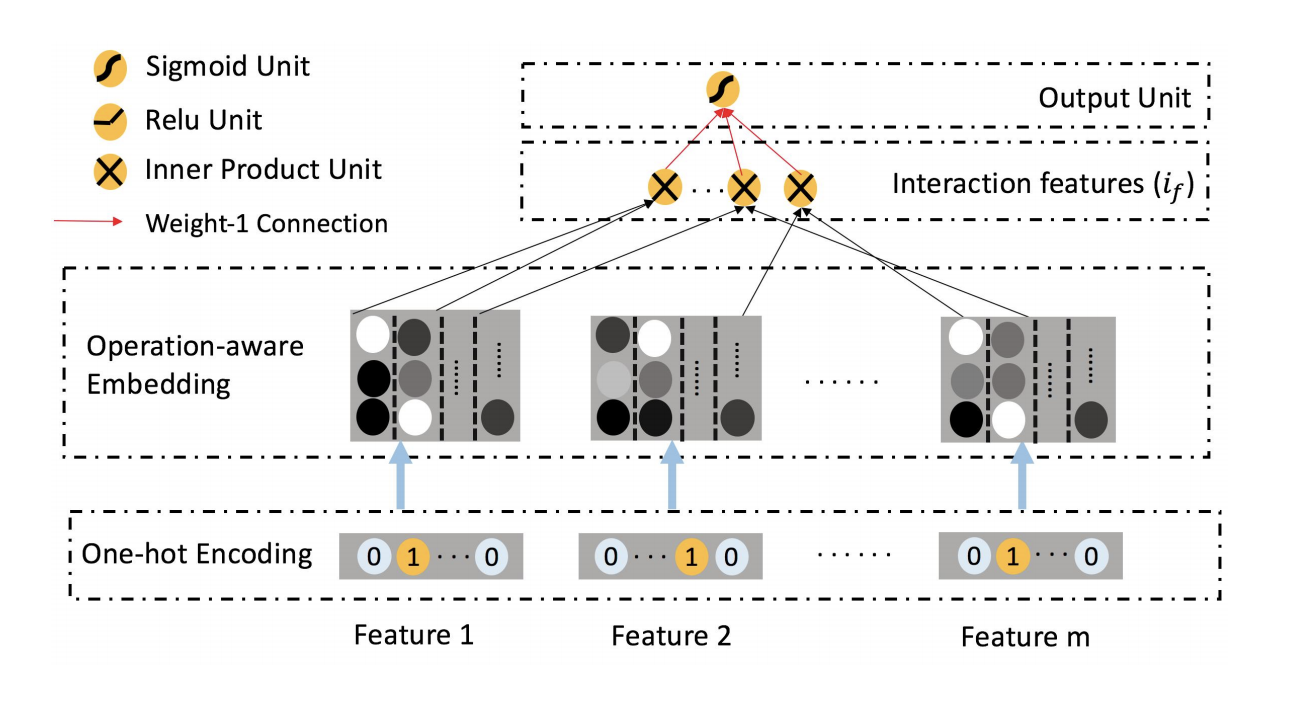 Sigmoid Unit
Relu Unit
Inner Product Unit
Weight-1 Connection
Output Unit
Interaction features (i_f)
Operation-aware
Embedding
One-hot Encoding
0 1 ··· 0
0 ··· 1 0
······
0 1 ··· 0
Feature 1
Feature 2
Feature m